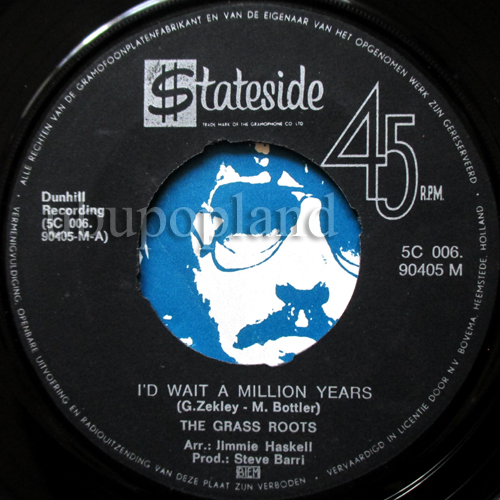 ALLE RECHTEN VAN DE GRAMOFOONPLATENFABRIKANT EN VAN DE EIGENAAR VAN HET OPGENOMEN WERK ZIJN GERESERVEERD
$tateside
TRADE MARK OF THE GRAMOPHONE CO. LTD.
45
R.P.M.
Dunhill
Recording
(5C 006.
90405-M-A)
upopland
5C 006.
90405 M
I'D WAIT A MILLION YEARS
(G.Zekley - M. Bottler)
THE GRASS ROOTS
Arr.: Jimmie Haskell
Prod.: Steve Barri
BIEM
VERMENIGVULDIGING, OPENBARE UITVOERING EN RADIOUITZENDING VAN DEZE PLAAT ZIJN VERBODEN
VERVAARDIGD IN LICENTIE DOOR N.V. BOVEMA, HEEMSTEDE, HOLLAND